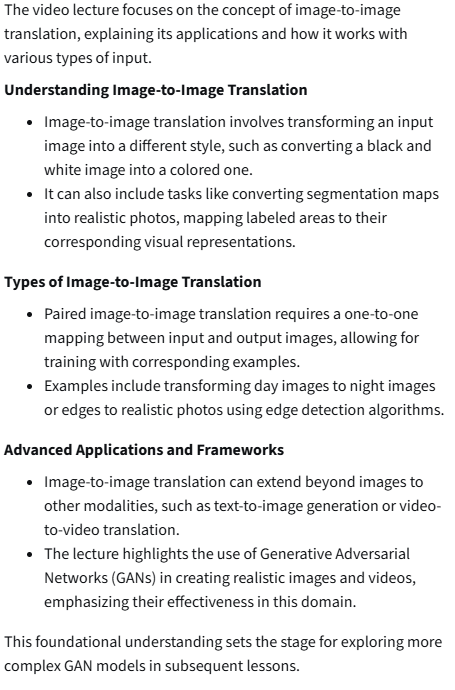 The video lecture focuses on the concept of image-to-image
translation, explaining its applications and how it works with
various types of input.
Understanding Image-to-Image Translation
• Image-to-image translation involves transforming an input
image into a different style, such as converting a black and
white image into a colored one.
• It can also include tasks like converting segmentation maps
into realistic photos, mapping labeled areas to their
corresponding visual representations.
Types of Image-to-Image Translation
• Paired image-to-image translation requires a one-to-one
mapping between input and output images, allowing for
training with corresponding examples.
• Examples include transforming day images to night images
or edges to realistic photos using edge detection algorithms.
Advanced Applications and Frameworks
• Image-to-image translation can extend beyond images to
other modalities, such as text-to-image generation or video-
to-video translation.
• The lecture highlights the use of Generative Adversarial
Networks (GANs) in creating realistic images and videos,
emphasizing their effectiveness in this domain.
This foundational understanding sets the stage for exploring more
complex GAN models in subsequent lessons.